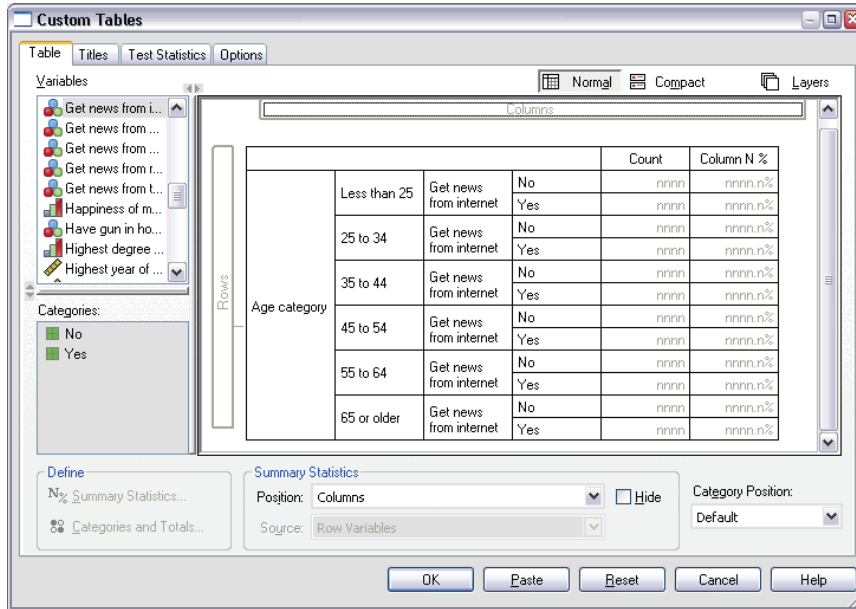 Custom Tables
Table Titles Test Statistics Options
Variables
Normal Compact Layers
Get news from i...
Get news from ...
Get news from ...
Get news from r...
Get news from t...
Happiness of m...
Have gun in ho...
Highest degree ...
Highest year of ...
Categories:
No
Yes
Columns
Rows
Count Column N %
Age category
Less than 25 Get news from internet No nnnn nnnn.n%
Yes nnnn nnnn.n%
25 to 34 Get news from internet No nnnn nnnn.n%
Yes nnnn nnnn.n%
35 to 44 Get news from internet No nnnn nnnn.n%
Yes nnnn nnnn.n%
45 to 54 Get news from internet No nnnn nnnn.n%
Yes nnnn nnnn.n%
55 to 64 Get news from internet No nnnn nnnn.n%
Yes nnnn nnnn.n%
65 or older Get news from internet No nnnn nnnn.n%
Yes nnnn nnnn.n%
Define
N% Summary Statistics...
Categories and Totals...
Summary Statistics
Position: Columns Hide
Source: Row Variables
Category Position:
Default
OK Paste Reset Cancel Help